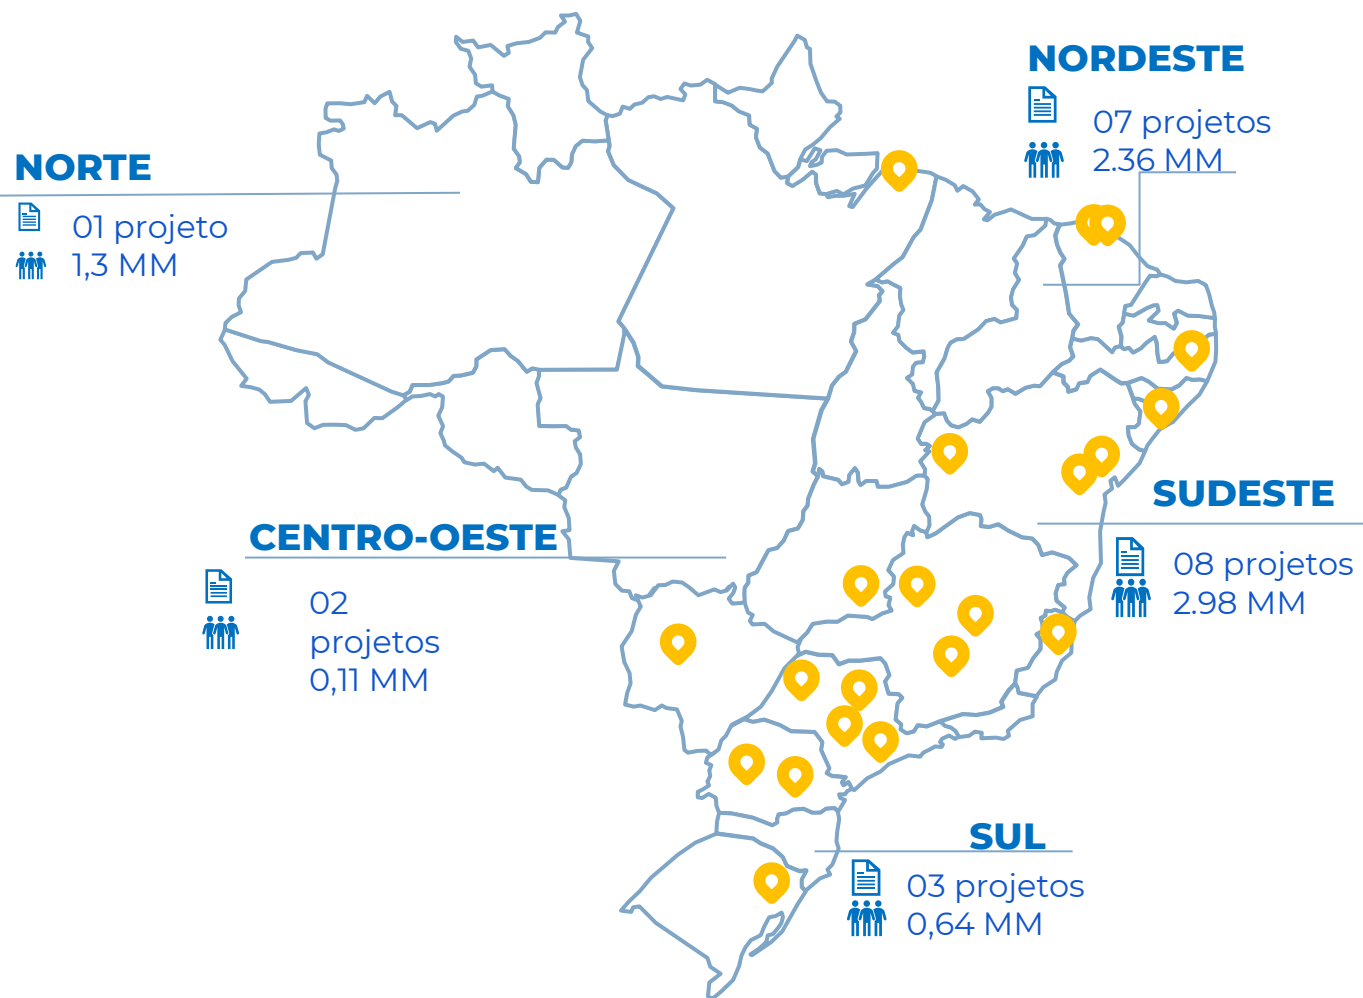 NORDESTE
07 projetos
2.36 MM
NORTE
01 projeto
1,3 MM
SUDESTE
08 projetos
2.98 MM
CENTRO-OESTE
02
projetos
0,11 MM
SUL
03 projetos
0,64 MM